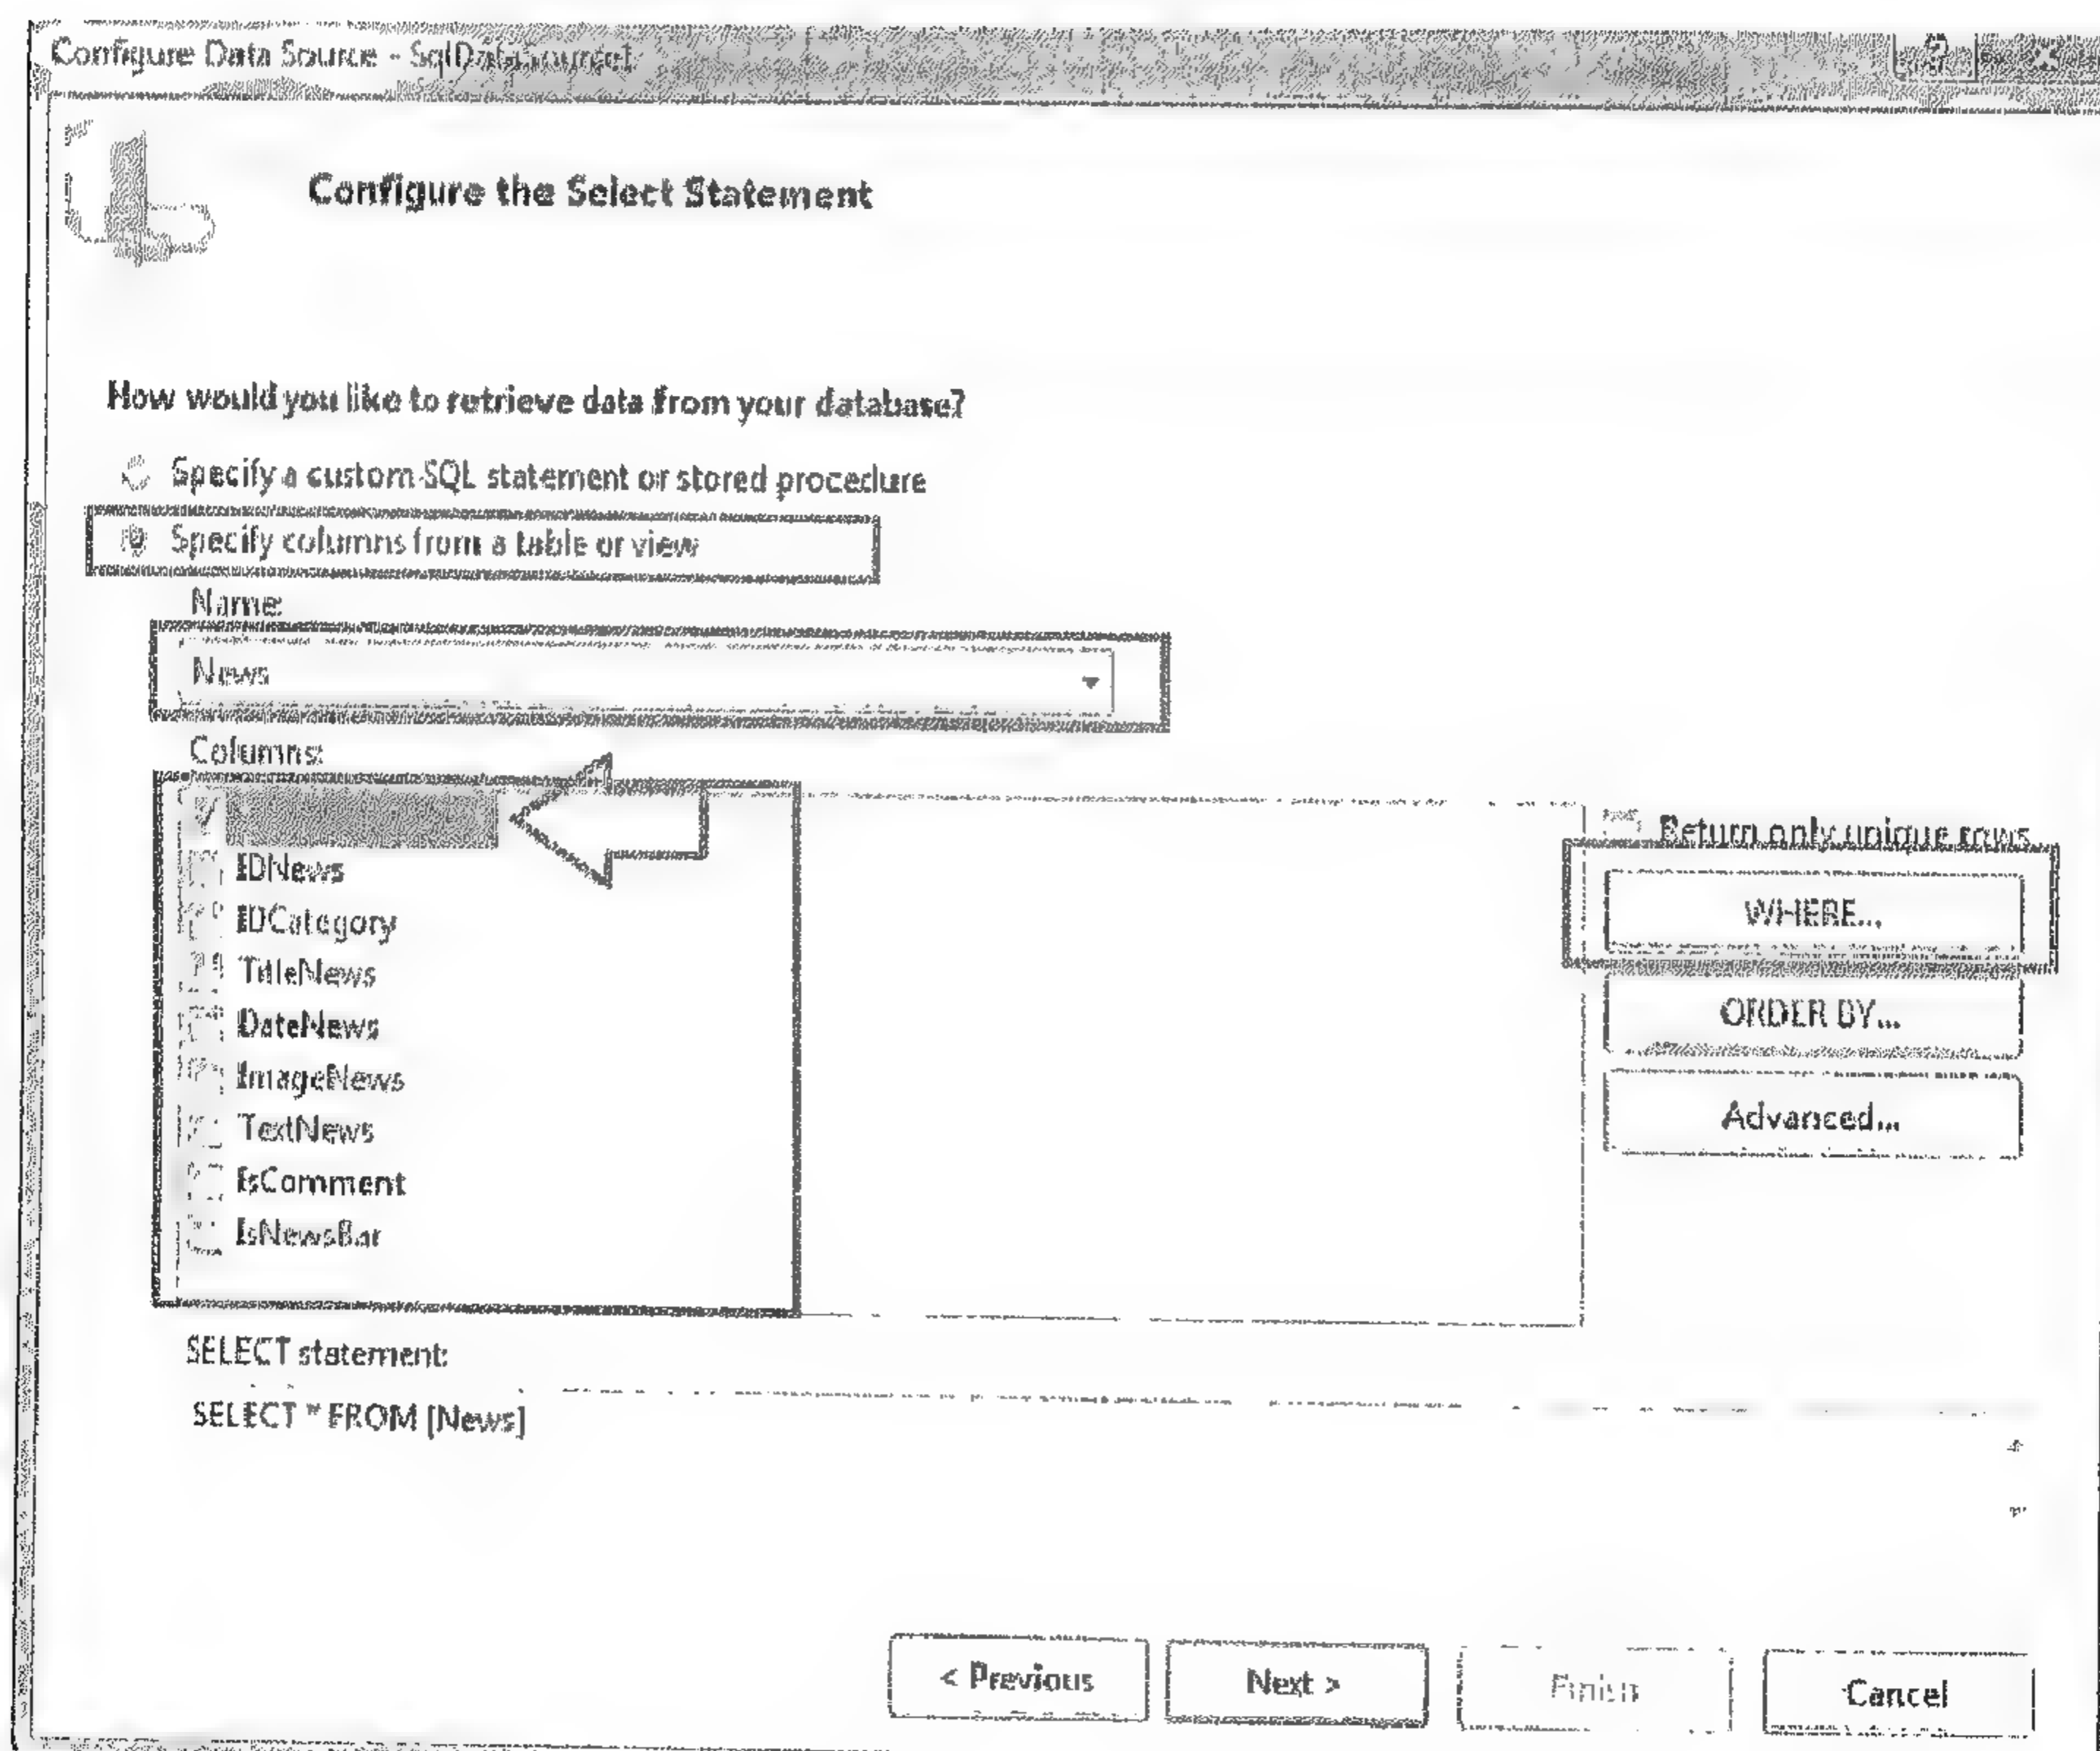 Configure Data Source - SqlDataSource1
Configure the Select Statement
How would you like to retrieve data from your database?
Specify a custom SQL statement or stored procedure
Specify columns from a table or view
Name:
News
Columns:
Return only unique rows
IDNews
WHERE...
IDCategory
TitleNews
ORDER BY...
DateNews
ImageNews
Advanced...
TextNews
IsComment
IsNewsBar
SELECT statement:
SELECT * FROM [News]
< Previous
Next >
Finish
Cancel